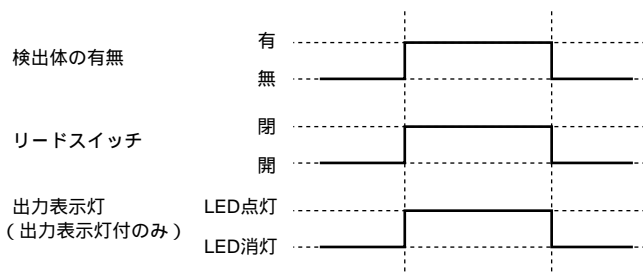 検出体の有無
有
無
リードスイッチ
閉
開
出力表示灯
(出力表示灯付のみ)
LED点灯
LED消灯